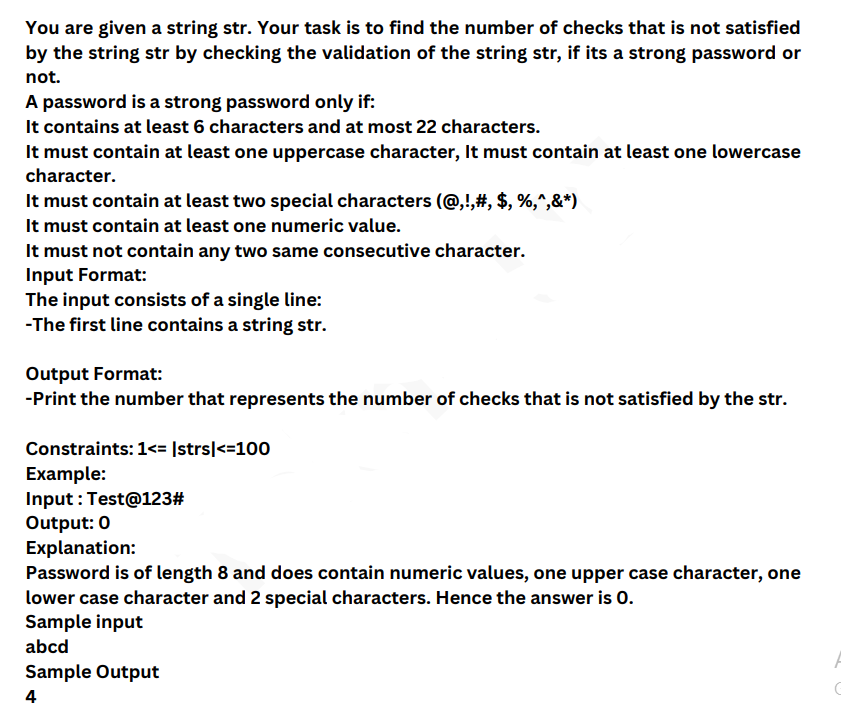 You are given a string str. Your task is to find the number of checks that is not satisfied
by the string str by checking the validation of the string str, if its a strong password or
not.
A password is a strong password only if:
It contains at least 6 characters and at most 22 characters.
It must contain at least one uppercase character, It must contain at least one lowercase
character.
It must contain at least two special characters (@,!,#, $, %,^,&*)
It must contain at least one numeric value.
It must not contain any two same consecutive character.
Input Format:
The input consists of a single line:
-The first line contains a string str.
Output Format:
-Print the number that represents the number of checks that is not satisfied by the str.
Constraints: 1<= |strs|<=100
Example:
Input : Test@123#
Output: 0
Explanation:
Password is of length 8 and does contain numeric values, one upper case character, one
lower case character and 2 special characters. Hence the answer is 0.
Sample input
abcd
Sample Output
4